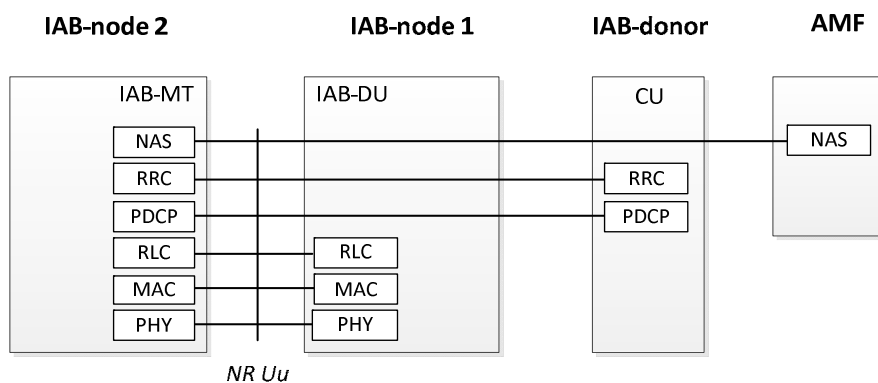 IAB-node 2 IAB-node 1 IAB-donor AMF
IAB-MT IAB-DU CU
NAS NAS
RRC RRC
PDCP PDCP
RLC RLC
MAC MAC
PHY PHY
NR Uu